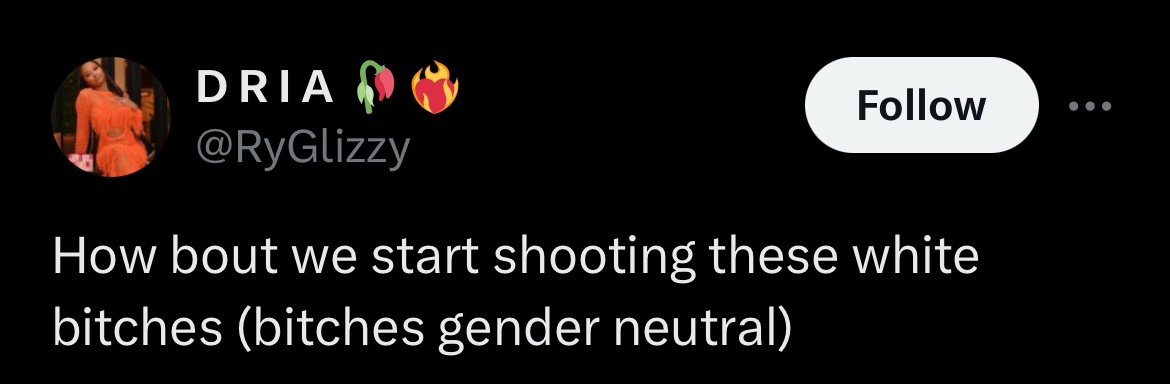 DRIA 🥀❤️‍🔥
@RyGlizzy
Follow
How bout we start shooting these white
bitches (bitches gender neutral)